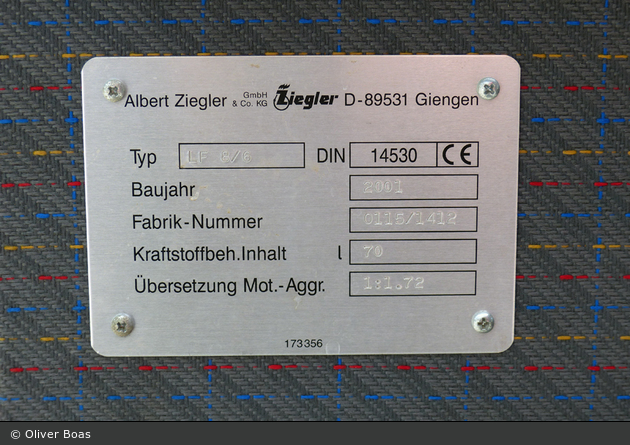 Albert Ziegler GmbH & Co. KG Ziegler D-89531 Giengen
Typ LF 8/6 DIN 14530 CE
Baujahr 2001
Fabrik-Nummer 0115/1412
Kraftstoffbeh.Inhalt l 70
Übersetzung Mot.-Aggr. 1:1.72
173356
© Oliver Boas